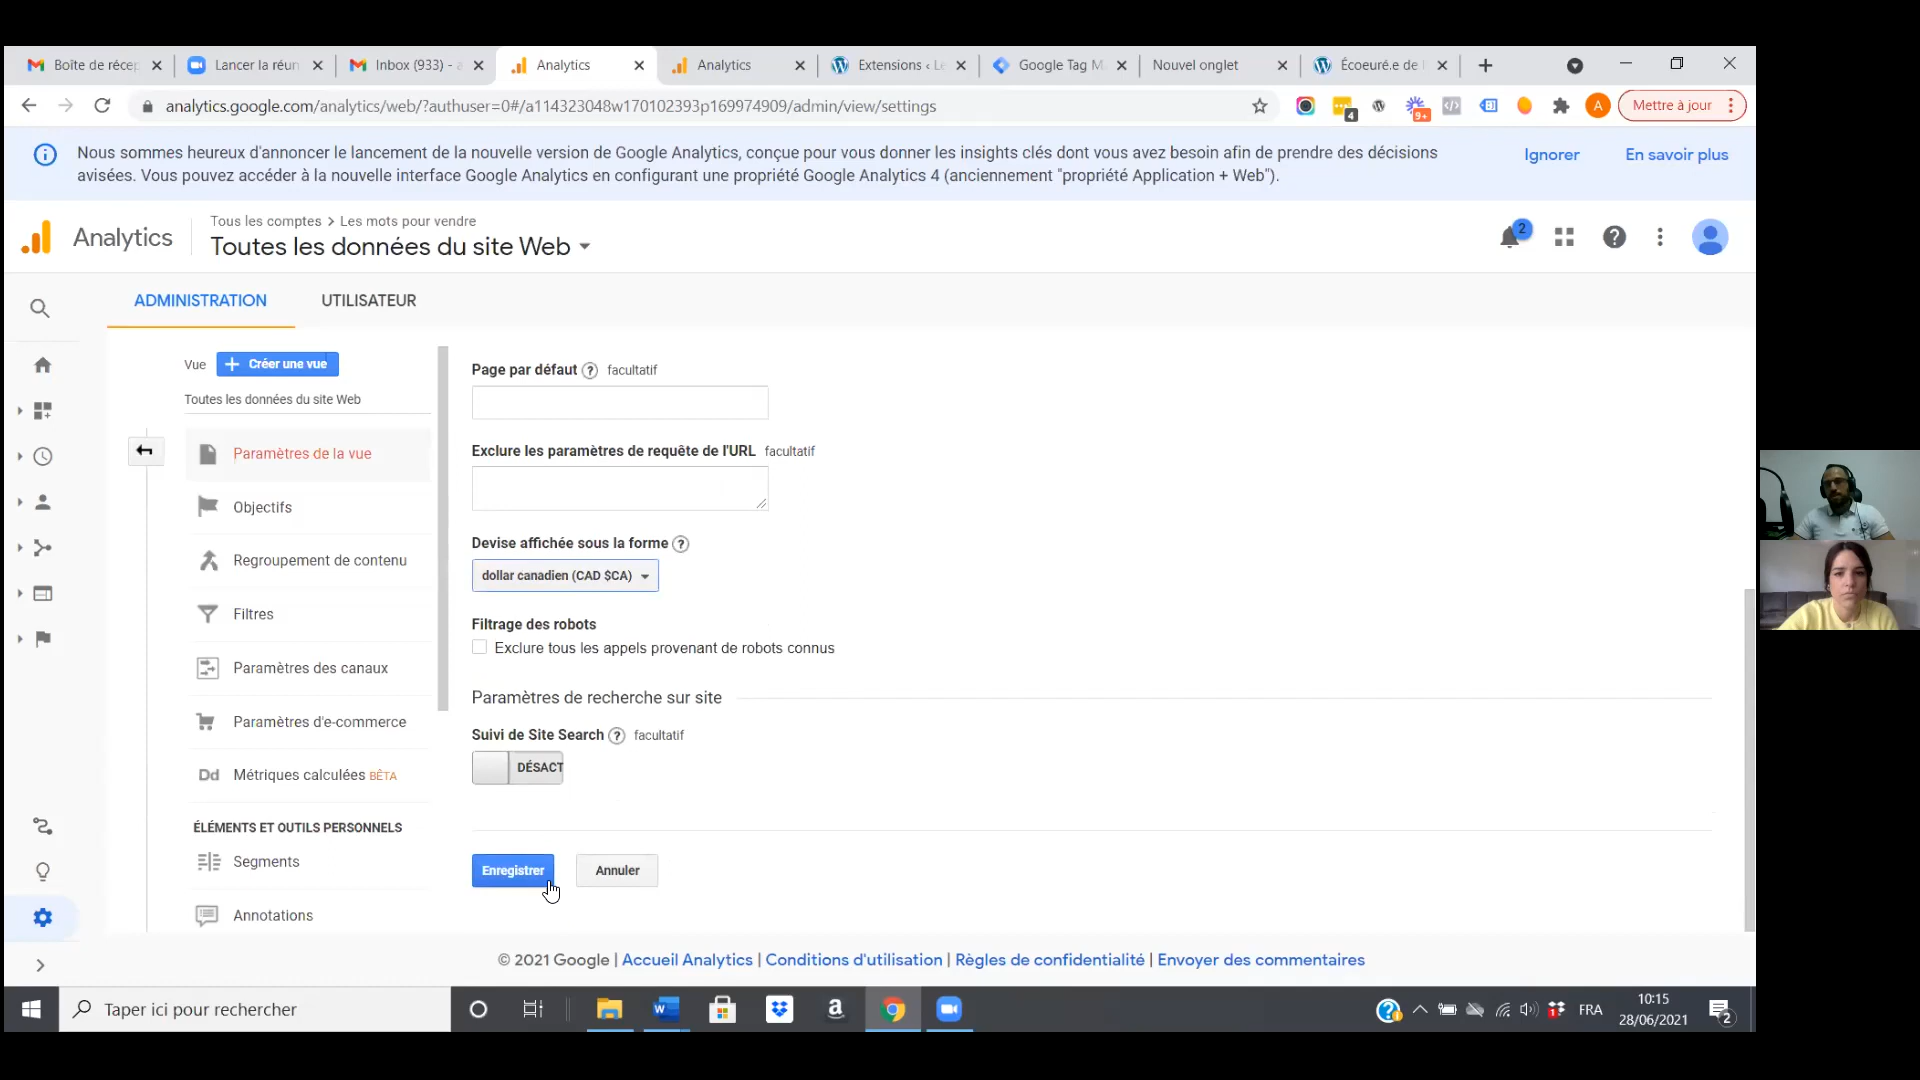 Boîte de récep
Lancer la réun
Inbox (933) - a
Analytics
Analytics
Extensions ‹ Le
Google Tag M
Nouvel onglet
Écoeuré.e de l
analytics.google.com/analytics/web/?authuser=0#/a114323048w170102393p169974909/admin/view/settings
4
9+
A
Mettre à jour
Nous sommes heureux d'annoncer le lancement de la nouvelle version de Google Analytics, conçue pour vous donner les insights clés dont vous avez besoin afin de prendre des décisions
avisées. Vous pouvez accéder à la nouvelle interface Google Analytics en configurant une propriété Google Analytics 4 (anciennement "propriété Application + Web").
Ignorer
En savoir plus
Analytics
Tous les comptes > Les mots pour vendre
Toutes les données du site Web
2
ADMINISTRATION
UTILISATEUR
Vue
Créer une vue
Toutes les données du site Web
Paramètres de la vue
Objectifs
Regroupement de contenu
Filtres
Paramètres des canaux
Paramètres d'e-commerce
Dd Métriques calculées BÊTA
ÉLÉMENTS ET OUTILS PERSONNELS
Segments
Annotations
Page par défaut ? facultatif
Exclure les paramètres de requête de l'URL facultatif
Devise affichée sous la forme ?
dollar canadien (CAD $CA)
Filtrage des robots
Exclure tous les appels provenant de robots connus
Paramètres de recherche sur site
Suivi de Site Search ? facultatif
DÉSACT
Enregistrer
Annuler
© 2021 Google | Accueil Analytics | Conditions d'utilisation | Règles de confidentialité | Envoyer des commentaires
Taper ici pour rechercher
FRA
10:15
28/06/2021
2